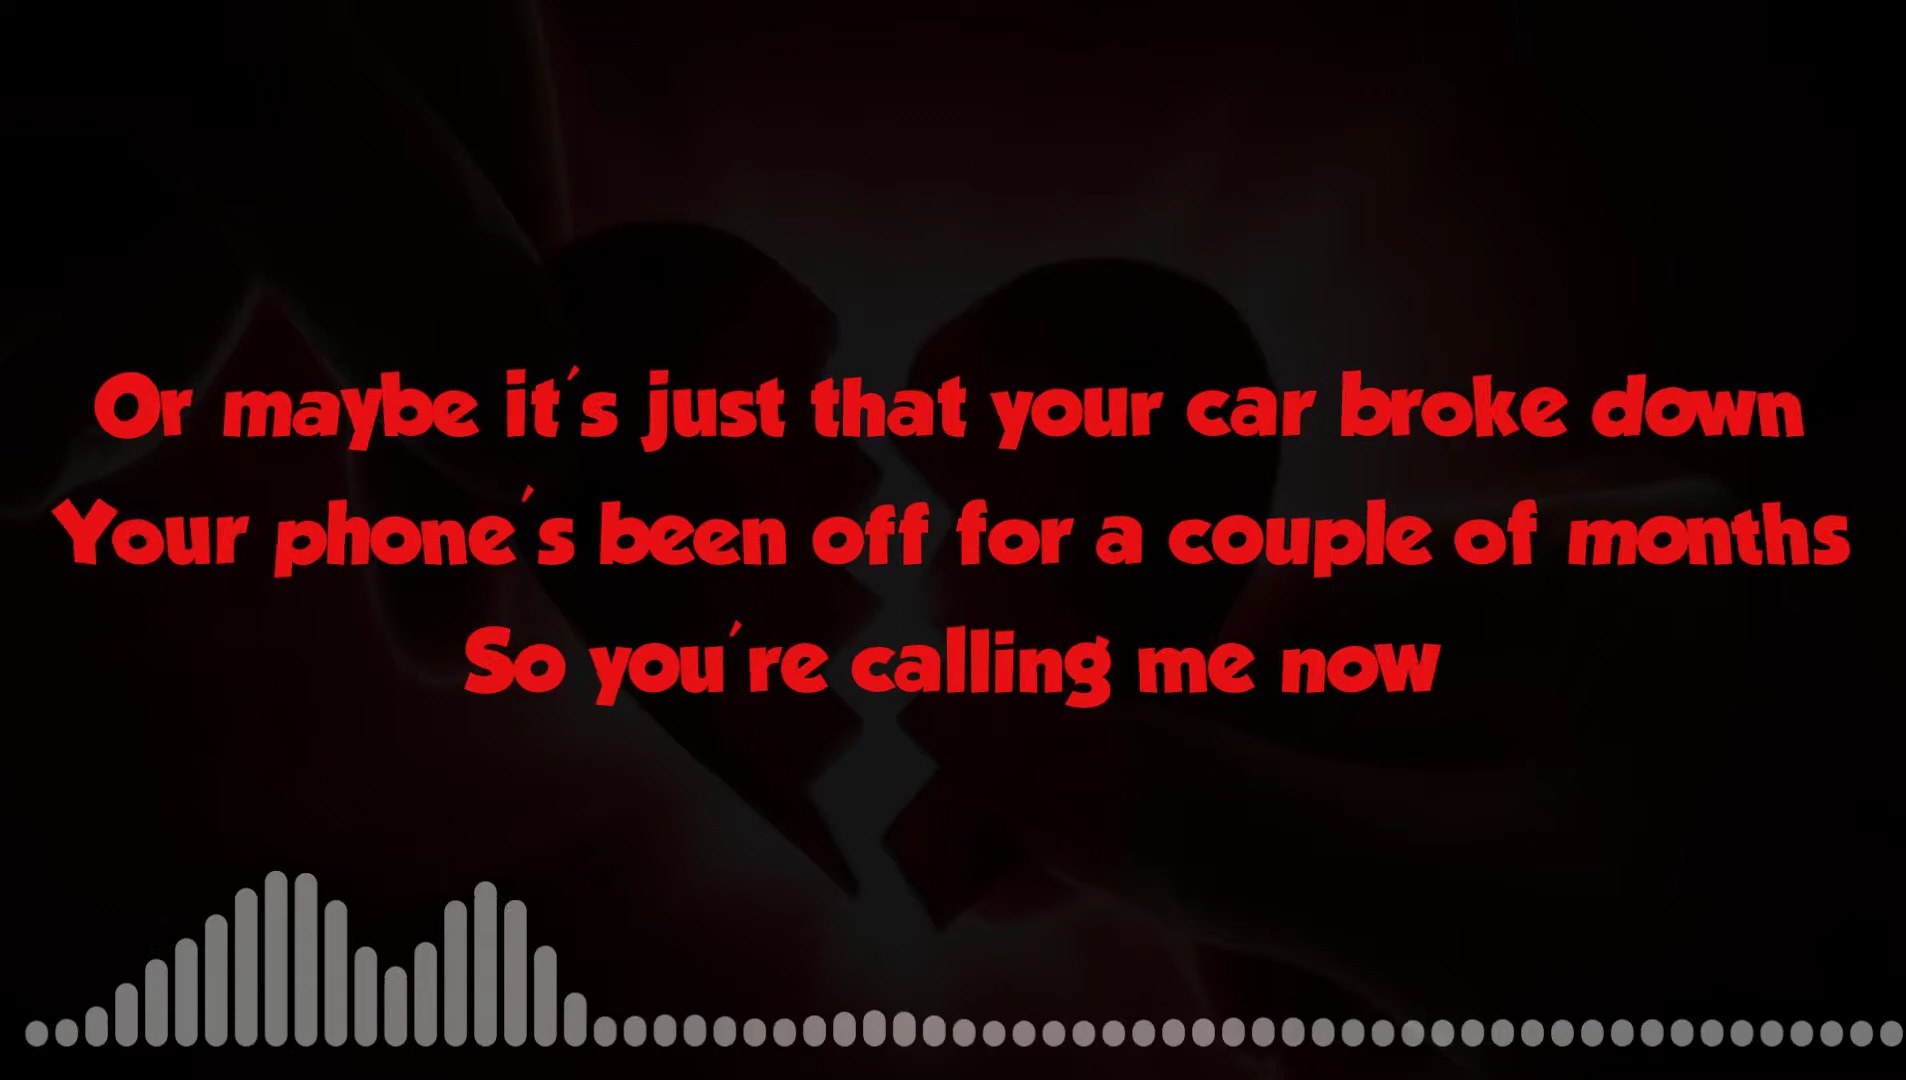 Or maybe it's just that your car broke down
Your phone's been off for a couple of months
So you're calling me now